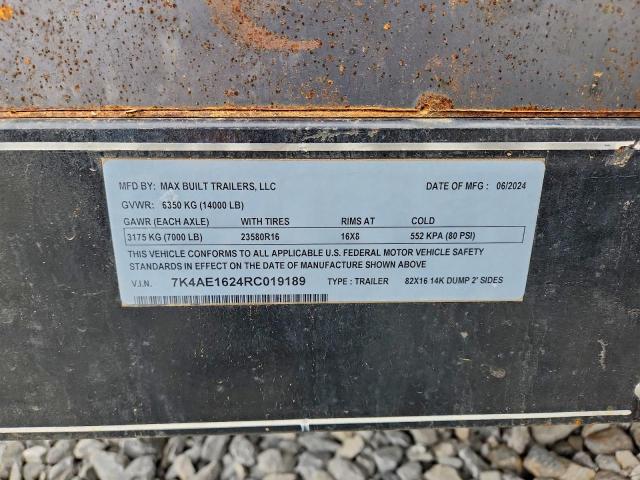 MFD BY: MAX BUILT TRAILERS, LLC DATE OF MFG : 06/2024
GVWR: 6350 KG (14000 LB)
GAWR (EACH AXLE) WITH TIRES RIMS AT COLD
3175 KG (7000 LB) 23580R16 16X8 552 KPA (80 PSI)
THIS VEHICLE CONFORMS TO ALL APPLICABLE U.S. FEDERAL MOTOR VEHICLE SAFETY
STANDARDS IN EFFECT ON THE DATE OF MANUFACTURE SHOWN ABOVE
V.I.N. 7K4AE1624RC019189 TYPE : TRAILER 82X16 14K DUMP 2' SIDES